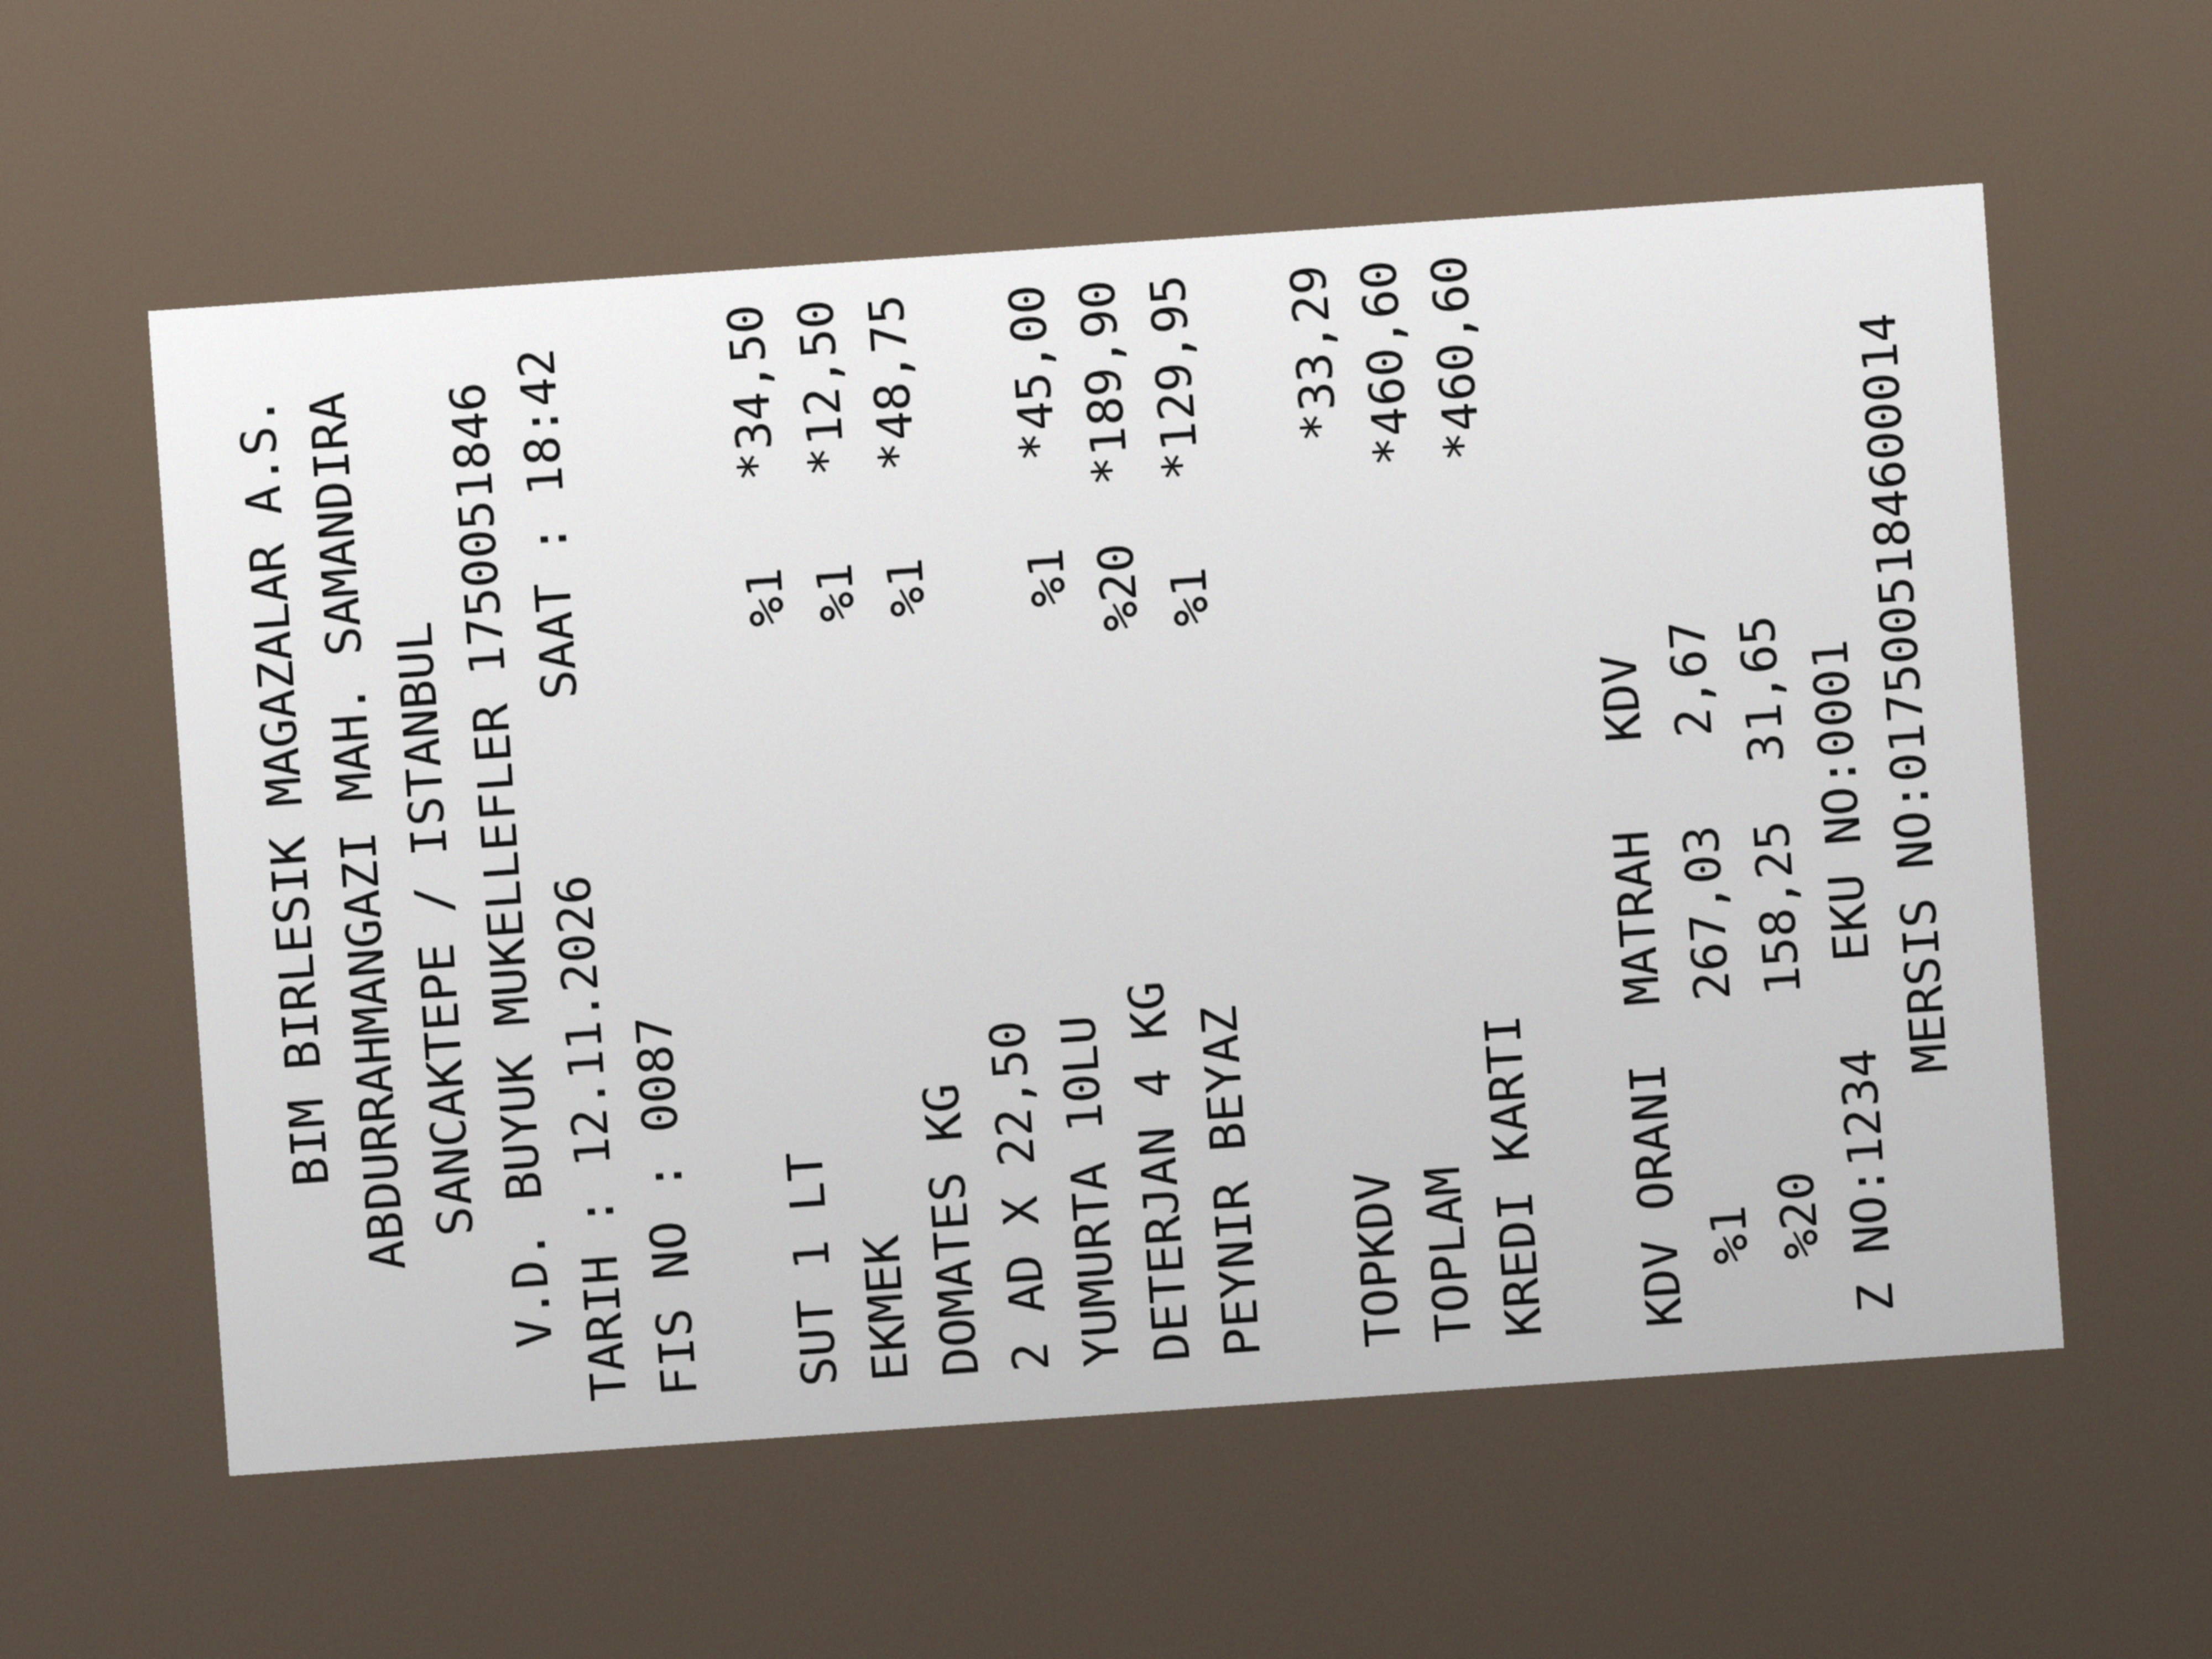 BIM BIRLESIK MAGAZALAR A.S.
ABDURRAHMANGAZI MAH. SAMANDIRA
SANCAKTEPE / ISTANBUL
V.D. BUYUK MUKELLEFLER 1750051846
TARIH : 12.11.2026 SAAT : 18:42
FIS NO : 0087
SUT 1 LT %1 *34,50
EKMEK %1 *12,50
DOMATES KG %1 *48,75
2 AD X 22,50
YUMURTA 10LU %1 *45,00
DETERJAN 4 KG %20 *189,90
PEYNIR BEYAZ %1 *129,95
TOPKDV *33,29
TOPLAM *460,60
KREDI KARTI *460,60
KDV ORANI MATRAH KDV
%1 267,03 2,67
%20 158,25 31,65
Z NO:1234 EKU NO:0001
MERSIS NO:0175005184600014